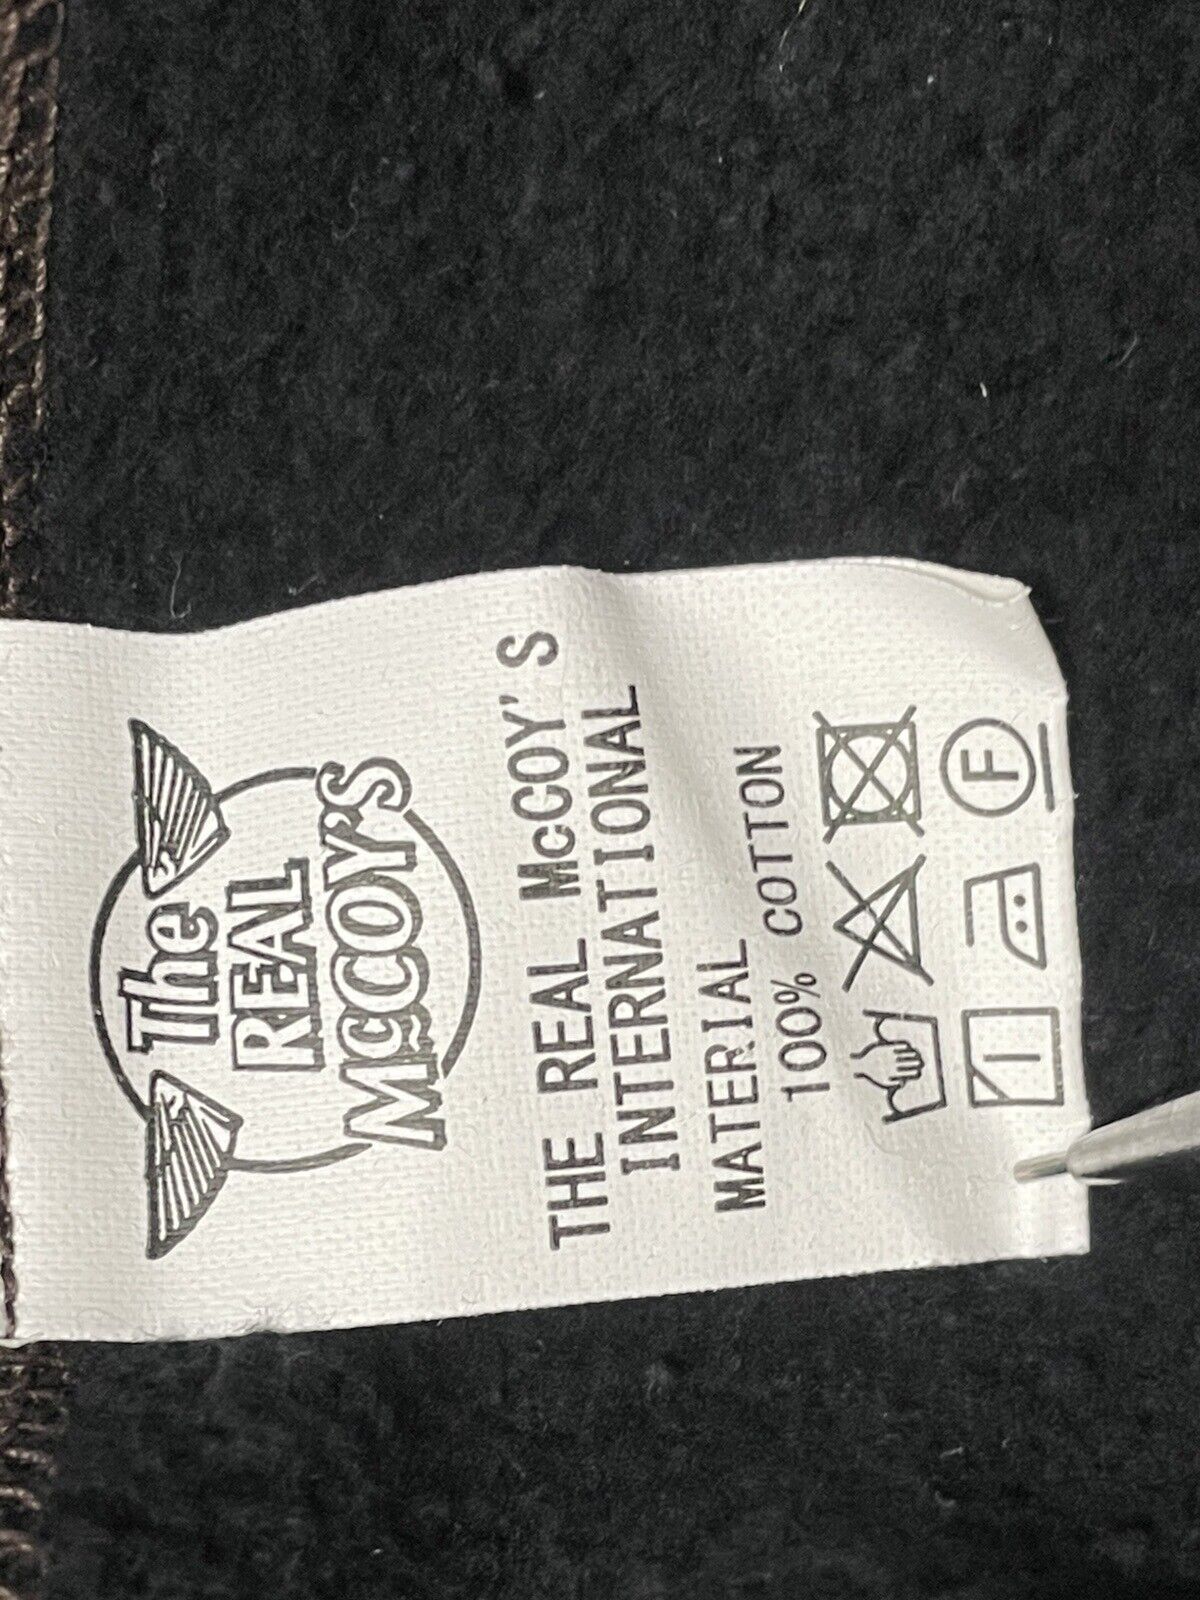 The
REAL
McCOY'S
THE REAL McCOY'S
INTERNATIONAL
MATERIAL
100% COTTON
F